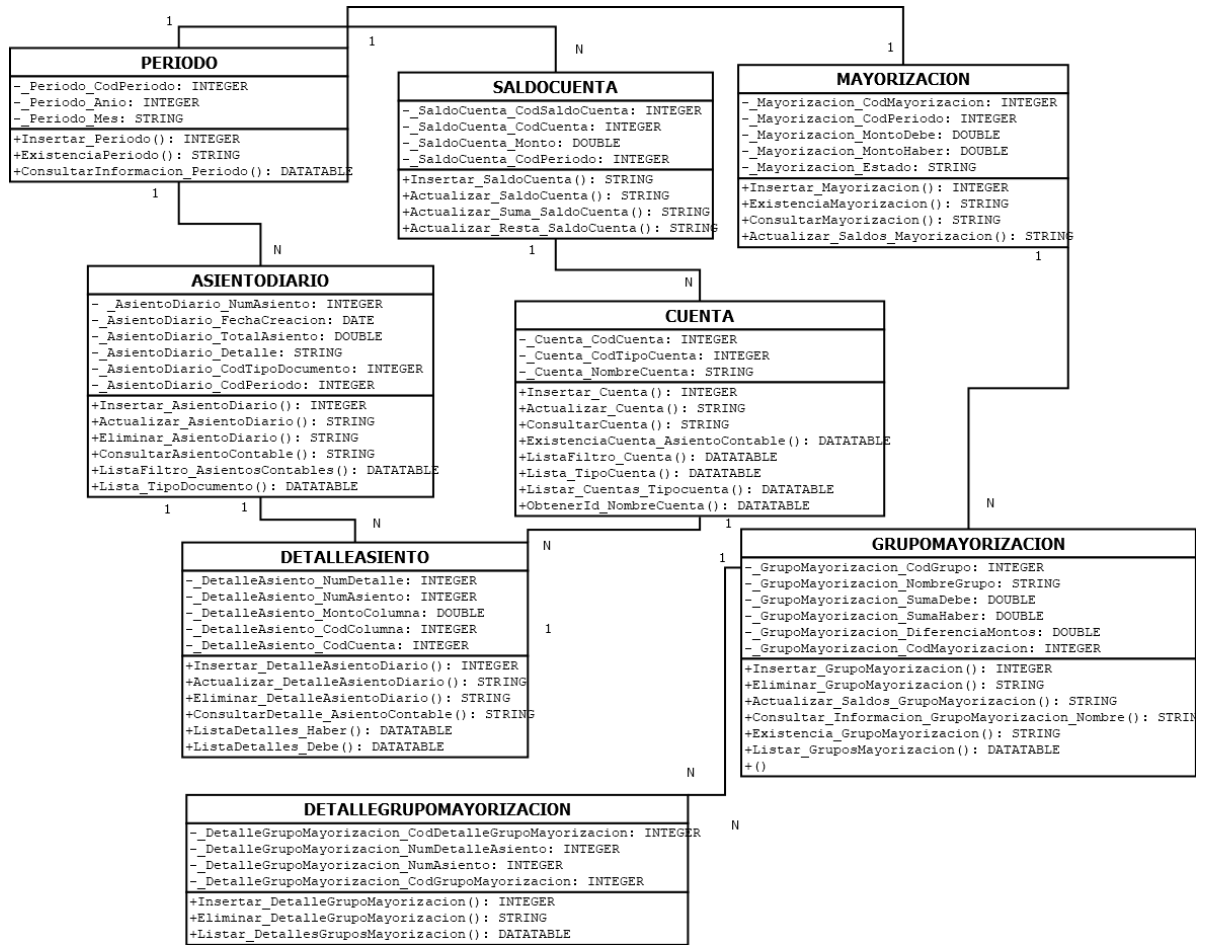 1
1
N
1
PERIODO
-_Periodo_CodPeriodo: INTEGER
-_Periodo_Anio: INTEGER
-_Periodo_Mes: STRING
+Insertar_Periodo(): INTEGER
+ExistenciaPeriodo(): STRING
+ConsultarInformacion_Periodo(): DATATABLE
1
SALDOCUENTA
-_SaldoCuenta_CodSaldoCuenta: INTEGER
-_SaldoCuenta_CodCuenta: INTEGER
-_SaldoCuenta_Monto: DOUBLE
-_SaldoCuenta_CodPeriodo: INTEGER
+Insertar_SaldoCuenta(): STRING
+Actualizar_SaldoCuenta(): STRING
+Actualizar_Suma_SaldoCuenta(): STRING
+Actualizar_Resta_SaldoCuenta(): STRING
1
MAYORIZACION
-_Mayorizacion_CodMayorizacion: INTEGER
-_Mayorizacion_CodPeriodo: INTEGER
-_Mayorizacion_MontoDebe: DOUBLE
-_Mayorizacion_MontoHaber: DOUBLE
-_Mayorizacion_Estado: STRING
+Insertar_Mayorizacion(): INTEGER
+ExistenciaMayorizacion(): STRING
+ConsultarMayorizacion(): STRING
+Actualizar_Saldos_Mayorizacion(): STRING
1
N
ASIENTODIARIO
- _AsientoDiario_NumAsiento: INTEGER
-_AsientoDiario_FechaCreacion: DATE
-_AsientoDiario_TotalAsiento: DOUBLE
-_AsientoDiario_Detalle: STRING
-_AsientoDiario_CodTipoDocumento: INTEGER
-_AsientoDiario_CodPeriodo: INTEGER
+Insertar_AsientoDiario(): INTEGER
+Actualizar_AsientoDiario(): STRING
+Eliminar_AsientoDiario(): STRING
+ConsultarAsientoContable(): STRING
+ListaFiltro_AsientosContables(): DATATABLE
+Lista_TipoDocumento(): DATATABLE
1
1
N
N
CUENTA
-_Cuenta_CodCuenta: INTEGER
-_Cuenta_CodTipoCuenta: INTEGER
-_Cuenta_NombreCuenta: STRING
+Insertar_Cuenta(): INTEGER
+Actualizar_Cuenta(): STRING
+ConsultarCuenta(): STRING
+ExistenciaCuenta_AsientoContable(): DATATABLE
+ListaFiltro_Cuenta(): DATATABLE
+Lista_TipoCuenta(): DATATABLE
+Listar_Cuentas_Tipocuenta(): DATATABLE
+ObtenerId_NombreCuenta(): DATATABLE
1
N
N
DETALLEASIENTO
-_DetalleAsiento_NumDetalle: INTEGER
-_DetalleAsiento_NumAsiento: INTEGER
-_DetalleAsiento_MontoColumna: DOUBLE
-_DetalleAsiento_CodColumna: INTEGER
-_DetalleAsiento_CodCuenta: INTEGER
+Insertar_DetalleAsientoDiario(): INTEGER
+Actualizar_DetalleAsientoDiario(): STRING
+Eliminar_DetalleAsientoDiario(): STRING
+ConsultarDetalle_AsientoContable(): STRING
+ListaDetalles_Haber(): DATATABLE
+ListaDetalles_Debe(): DATATABLE
1
1
GRUPOMAYORIZACION
-_GrupoMayorizacion_CodGrupo: INTEGER
-_GrupoMayorizacion_NombreGrupo: STRING
-_GrupoMayorizacion_SumaDebe: DOUBLE
-_GrupoMayorizacion_SumaHaber: DOUBLE
-_GrupoMayorizacion_DiferenciaMontos: DOUBLE
-_GrupoMayorizacion_CodMayorizacion: INTEGER
+Insertar_GrupoMayorizacion(): INTEGER
+Eliminar_GrupoMayorizacion(): STRING
+Actualizar_Saldos_GrupoMayorizacion(): STRING
+Consultar_Informacion_GrupoMayorizacion_Nombre(): STRIN
+Existencia_GrupoMayorizacion(): STRING
+Listar_GruposMayorizacion(): DATATABLE
+()
N
N
DETALLEGRUPOMAYORIZACION
-_DetalleGrupoMayorizacion_CodDetalleGrupoMayorizacion: INTEGER
-_DetalleGrupoMayorizacion_NumDetalleAsiento: INTEGER
-_DetalleGrupoMayorizacion_NumAsiento: INTEGER
-_DetalleGrupoMayorizacion_CodGrupoMayorizacion: INTEGER
+Insertar_DetalleGrupoMayorizacion(): INTEGER
+Eliminar_DetalleGrupoMayorizacion(): STRING
+Listar_DetallesGruposMayorizacion(): DATATABLE